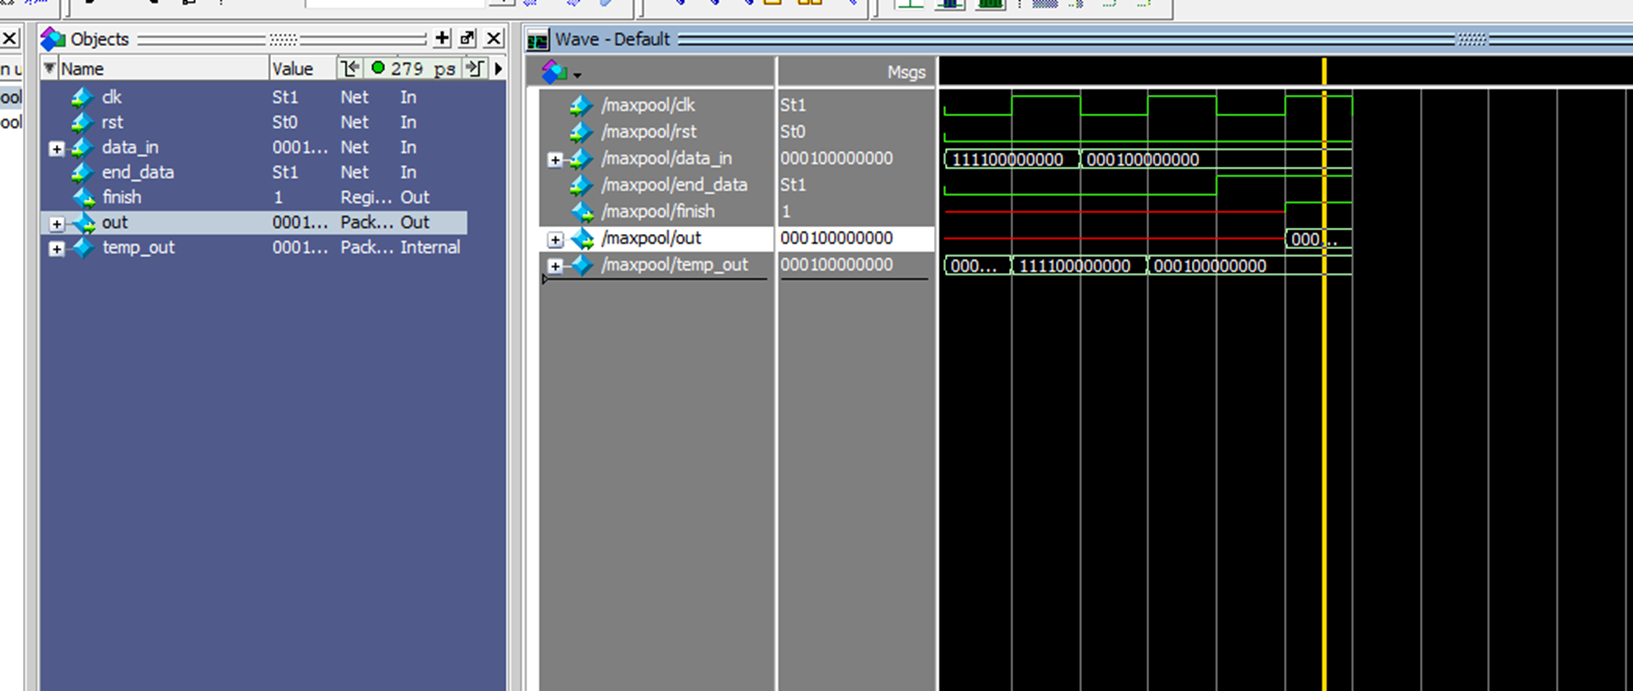 Objects
n u
Name Value 279 ps
ool
clk St1 Net In
rst St0 Net In
ool
data_in 0001... Net In
end_data St1 Net In
finish 1 Regi... Out
out 0001... Pack... Out
temp_out 0001... Pack... Internal
Wave - Default
Msgs
/maxpool/clk St1
/maxpool/rst St0
/maxpool/data_in 000100000000 111100000000 000100000000
/maxpool/end_data St1
/maxpool/finish 1
/maxpool/out 000100000000 000...
/maxpool/temp_out 000100000000 000... 111100000000 000100000000